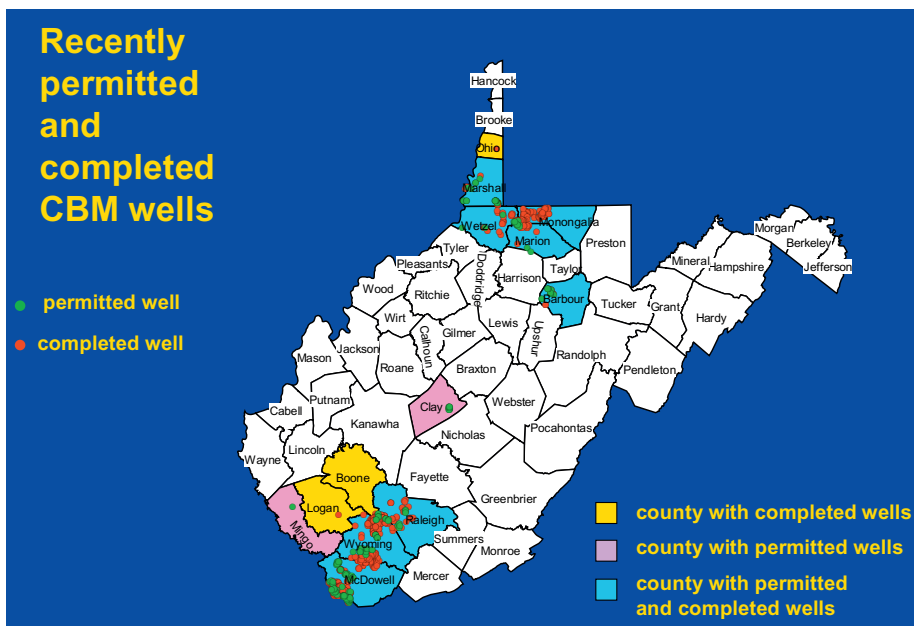 Recently
permitted
and
completed
CBM wells
permitted well
completed well
Hancock
Brooke
Ohio
Marshall
Wetzel
Monongalia
Marion
Preston
Morgan
Berkeley
Jefferson
Mineral
Hampshire
Tyler
Pleasants
Doddridge
Harrison
Taylor
Wood
Ritchie
Barbour
Tucker
Grant
Hardy
Wirt
Calhoun
Gilmer
Lewis
Upshur
Randolph
Pendleton
Mason
Jackson
Roane
Braxton
Webster
Putnam
Cabell
Clay
Pocahontas
Kanawha
Nicholas
Wayne
Lincoln
Boone
Fayette
Greenbrier
Logan
Mingo
Raleigh
Wyoming
Summers
Monroe
McDowell
Mercer
county with completed wells
county with permitted wells
county with permitted
and completed wells